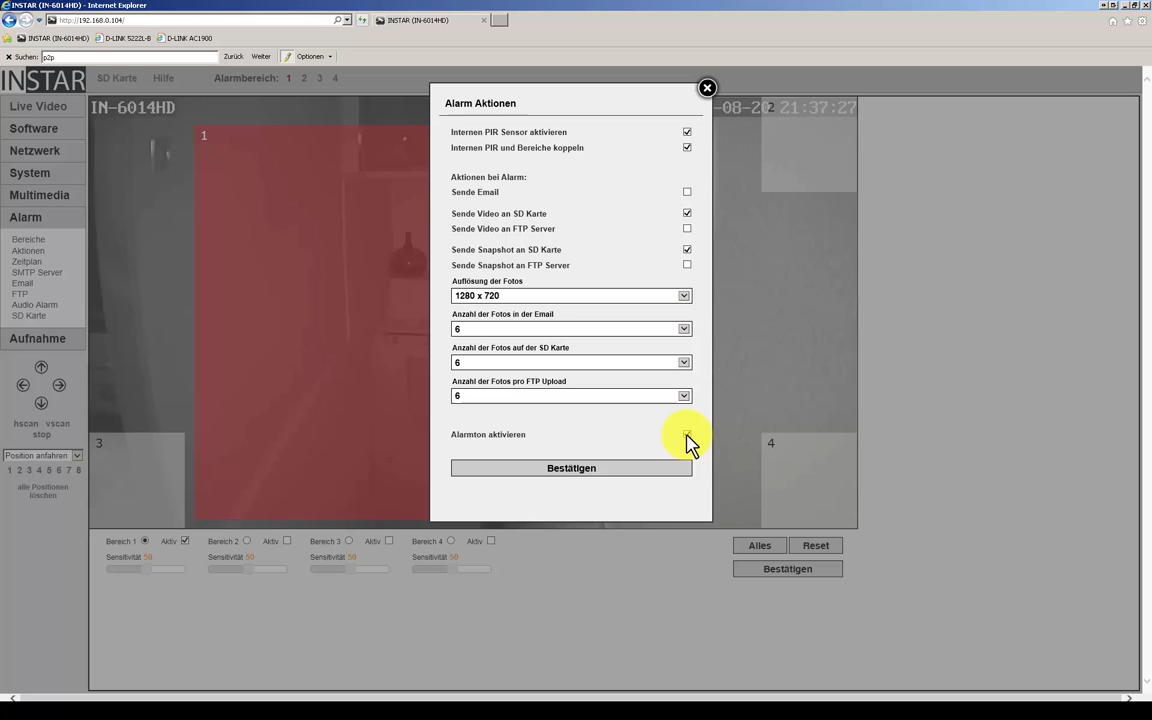 INSTAR (IN-6014HD) - Internet Explorer
http://192.168.0.104/
INSTAR (IN-6014HD)
INSTAR (IN-6014HD) D-LINK 5222L-B D-LINK AC1900
Suchen: p2p Zurück Weiter Optionen
INSTAR SD Karte Hilfe Alarmbereich: 1 2 3 4
Live Video
Software
Netzwerk
System
Multimedia
Alarm
Bereiche
Aktionen
Zeitplan
SMTP Server
Email
FTP
Audio Alarm
SD Karte
Aufnahme
hscan vscan
stop
Position anfahren
1 2 3 4 5 6 7 8
alle Positionen
löschen
IN-6014HD
-08-20 21:37:27
1
2
3
4
Alarm Aktionen
Internen PIR Sensor aktivieren
Internen PIR und Bereiche koppeln
Aktionen bei Alarm:
Sende Email
Sende Video an SD Karte
Sende Video an FTP Server
Sende Snapshot an SD Karte
Sende Snapshot an FTP Server
Auflösung der Fotos
1280 x 720
Anzahl der Fotos in der Email
6
Anzahl der Fotos auf der SD Karte
6
Anzahl der Fotos pro FTP Upload
6
Alarmton aktivieren
Bestätigen
Bereich 1 Aktiv Bereich 2 Aktiv Bereich 3 Aktiv Bereich 4 Aktiv
Sensitivität 50 Sensitivität 50 Sensitivität 50 Sensitivität 50
Alles Reset
Bestätigen